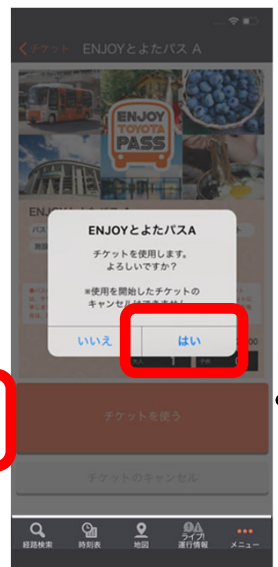 チケット ENJOYとよたパス A
ENJOY
TOYOTA
PASS
ENJOYとよたパスA
チケットを使用します。
よろしいですか？
※使用を開始したチケットの
キャンセルはできません
いいえ はい
大人 1 子供
チケットを使う
チケットのキャンセル
経路検索 時刻表 地図 ライブ!
運行情報 メニュー